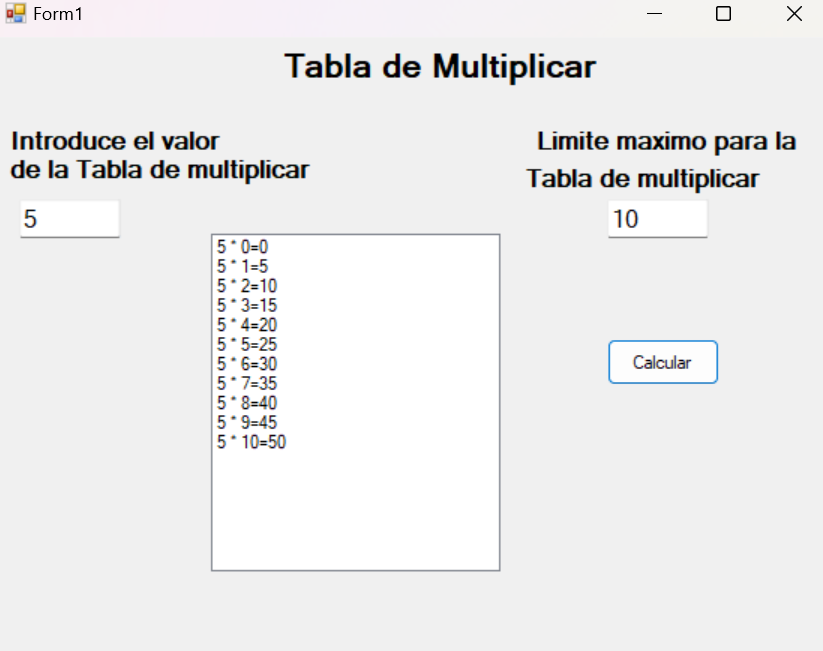 Form1
Tabla de Multiplicar
Introduce el valor
de la Tabla de multiplicar
5
Limite maximo para la
Tabla de multiplicar
10
5 * 0=0
5 * 1=5
5 * 2=10
5 * 3=15
5 * 4=20
5 * 5=25
5 * 6=30
5 * 7=35
5 * 8=40
5 * 9=45
5 * 10=50
Calcular